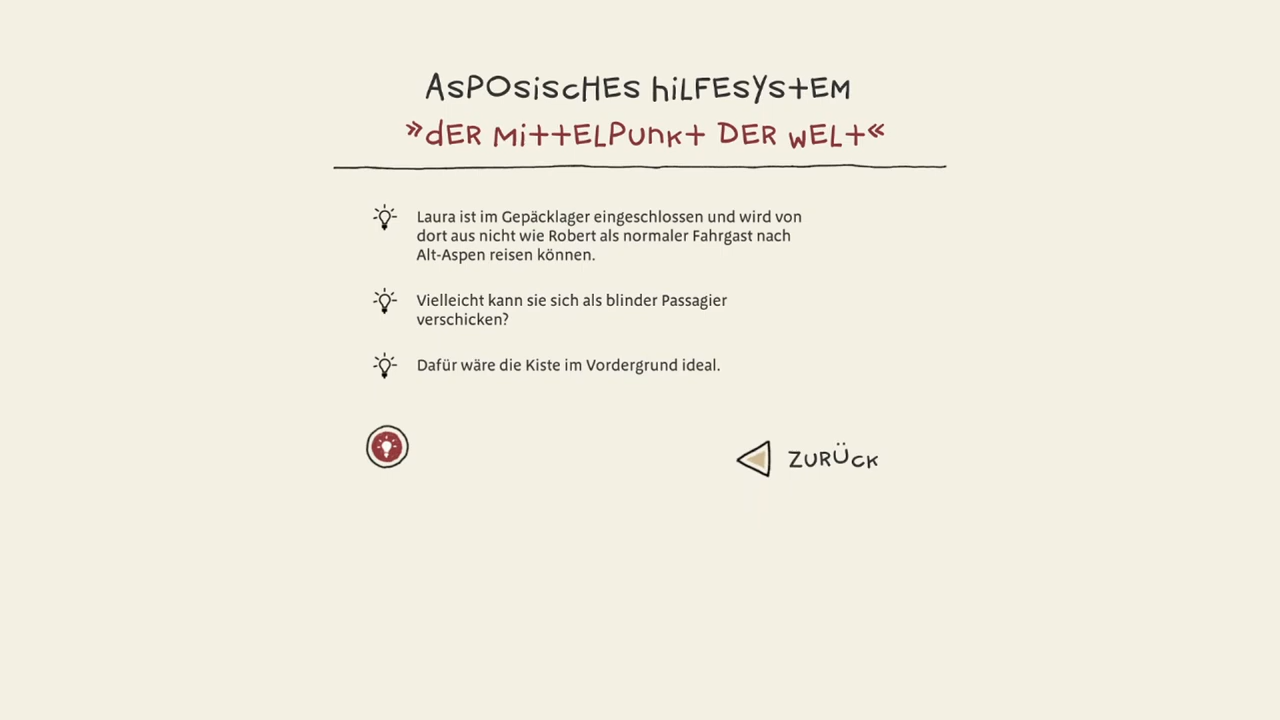 Asposisches Hilfesystem
»Der Mittelpunkt der Welt«
Laura ist im Gepäcklager eingeschlossen und wird von
dort aus nicht wie Robert als normaler Fahrgast nach
Alt-Aspen reisen können.
Vielleicht kann sie sich als blinder Passagier
verschicken?
Dafür wäre die Kiste im Vordergrund ideal.
Zurück